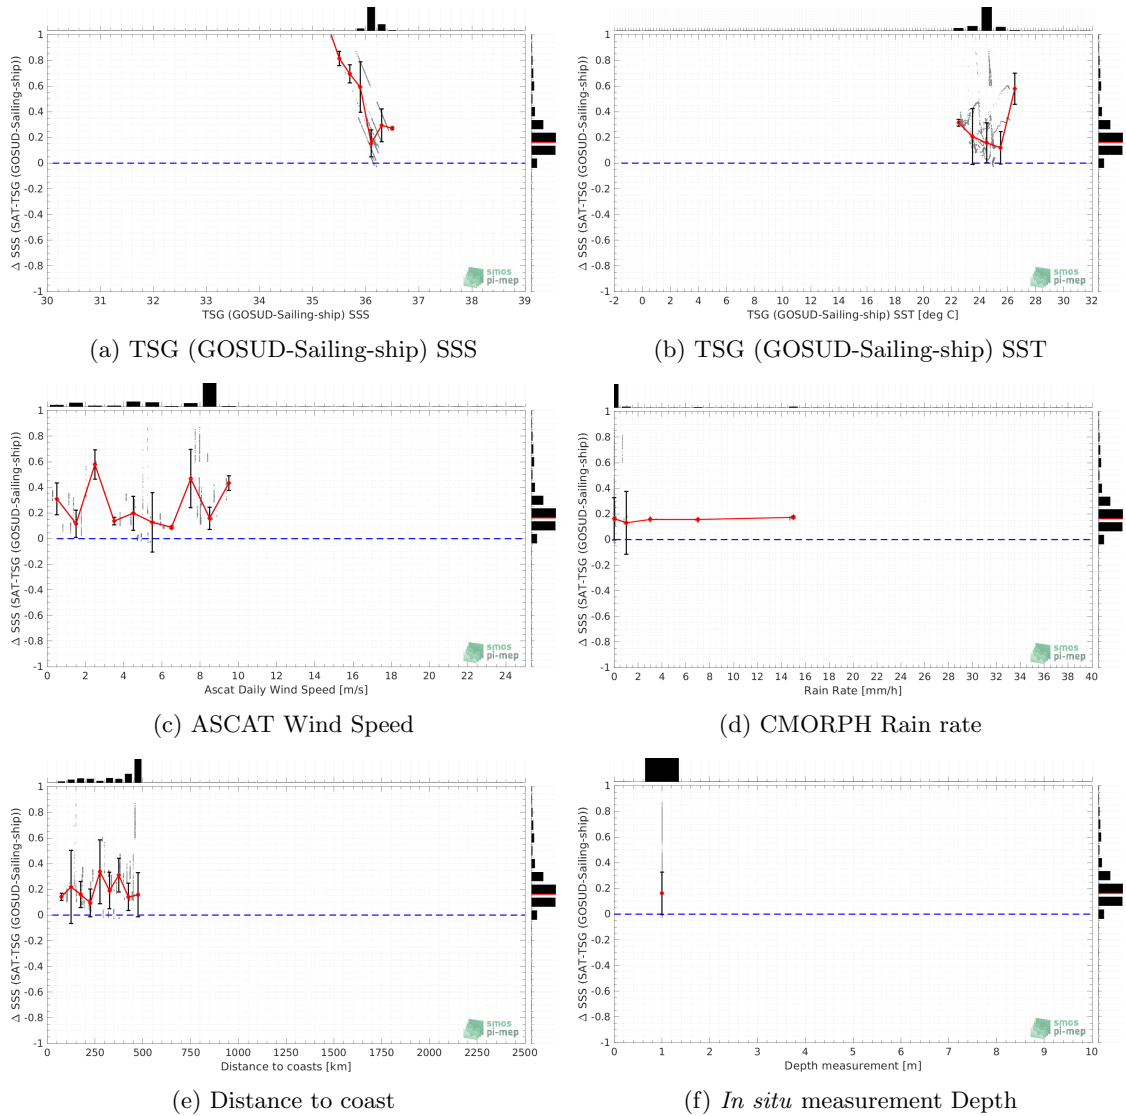 Δ SSS (SAT-TSG (GOSUD-Sailing-ship))
1
0.8
0.6
0.4
0.2
0
-0.2
-0.4
-0.6
-0.8
-1
30 31 32 33 34 35 36 37 38 39
TSG (GOSUD-Sailing-ship) SSS
smos
pi-mep
(a) TSG (GOSUD-Sailing-ship) SSS
Δ SSS (SAT-TSG (GOSUD-Sailing-ship))
1
0.8
0.6
0.4
0.2
0
-0.2
-0.4
-0.6
-0.8
-1
-2 0 2 4 6 8 10 12 14 16 18 20 22 24 26 28 30 32
TSG (GOSUD-Sailing-ship) SST [deg C]
smos
pi-mep
(b) TSG (GOSUD-Sailing-ship) SST
Δ SSS (SAT-TSG (GOSUD-Sailing-ship))
1
0.8
0.6
0.4
0.2
0
-0.2
-0.4
-0.6
-0.8
-1
0 2 4 6 8 10 12 14 16 18 20 22 24
Ascat Daily Wind Speed [m/s]
smos
pi-mep
(c) ASCAT Wind Speed
Δ SSS (SAT-TSG (GOSUD-Sailing-ship))
1
0.8
0.6
0.4
0.2
0
-0.2
-0.4
-0.6
-0.8
-1
0 2 4 6 8 10 12 14 16 18 20 22 24 26 28 30 32 34 36 38 40
Rain Rate [mm/h]
smos
pi-mep
(d) CMORPH Rain rate
Δ SSS (SAT-TSG (GOSUD-Sailing-ship))
1
0.8
0.6
0.4
0.2
0
-0.2
-0.4
-0.6
-0.8
-1
0 250 500 750 1000 1250 1500 1750 2000 2250 2500
Distance to coasts [km]
smos
pi-mep
(e) Distance to coast
Δ SSS (SAT-TSG (GOSUD-Sailing-ship))
1
0.8
0.6
0.4
0.2
0
-0.2
-0.4
-0.6
-0.8
-1
0 1 2 3 4 5 6 7 8 9 10
Depth measurement [m]
smos
pi-mep
(f) In situ measurement Depth